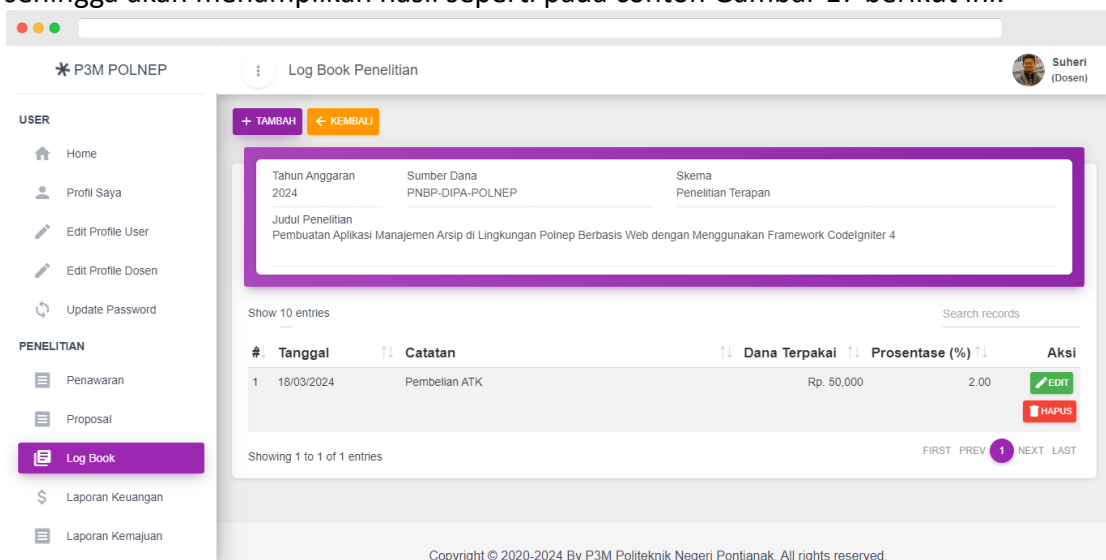 sehingga akan menampilkan hasil seperti pada contoh Gambar 17 berikut ini.
P3M POLNEP
Log Book Penelitian
Suheri
(Dosen)
USER
Home
Profil Saya
Edit Profile User
Edit Profile Dosen
Update Password
PENELITIAN
Penawaran
Proposal
Log Book
Laporan Keuangan
Laporan Kemajuan
+ TAMBAH
← KEMBALI
Tahun Anggaran
2024
Sumber Dana
PNBP-DIPA-POLNEP
Skema
Penelitian Terapan
Judul Penelitian
Pembuatan Aplikasi Manajemen Arsip di Lingkungan Polnep Berbasis Web dengan Menggunakan Framework CodeIgniter 4
Show 10 entries
Search records
# Tanggal Catatan Dana Terpakai Prosentase (%) Aksi
1 18/03/2024 Pembelian ATK Rp. 50,000 2.00 EDIT
HAPUS
Showing 1 to 1 of 1 entries
FIRST PREV 1 NEXT LAST
Copyright © 2020-2024 By P3M Politeknik Negeri Pontianak. All rights reserved.